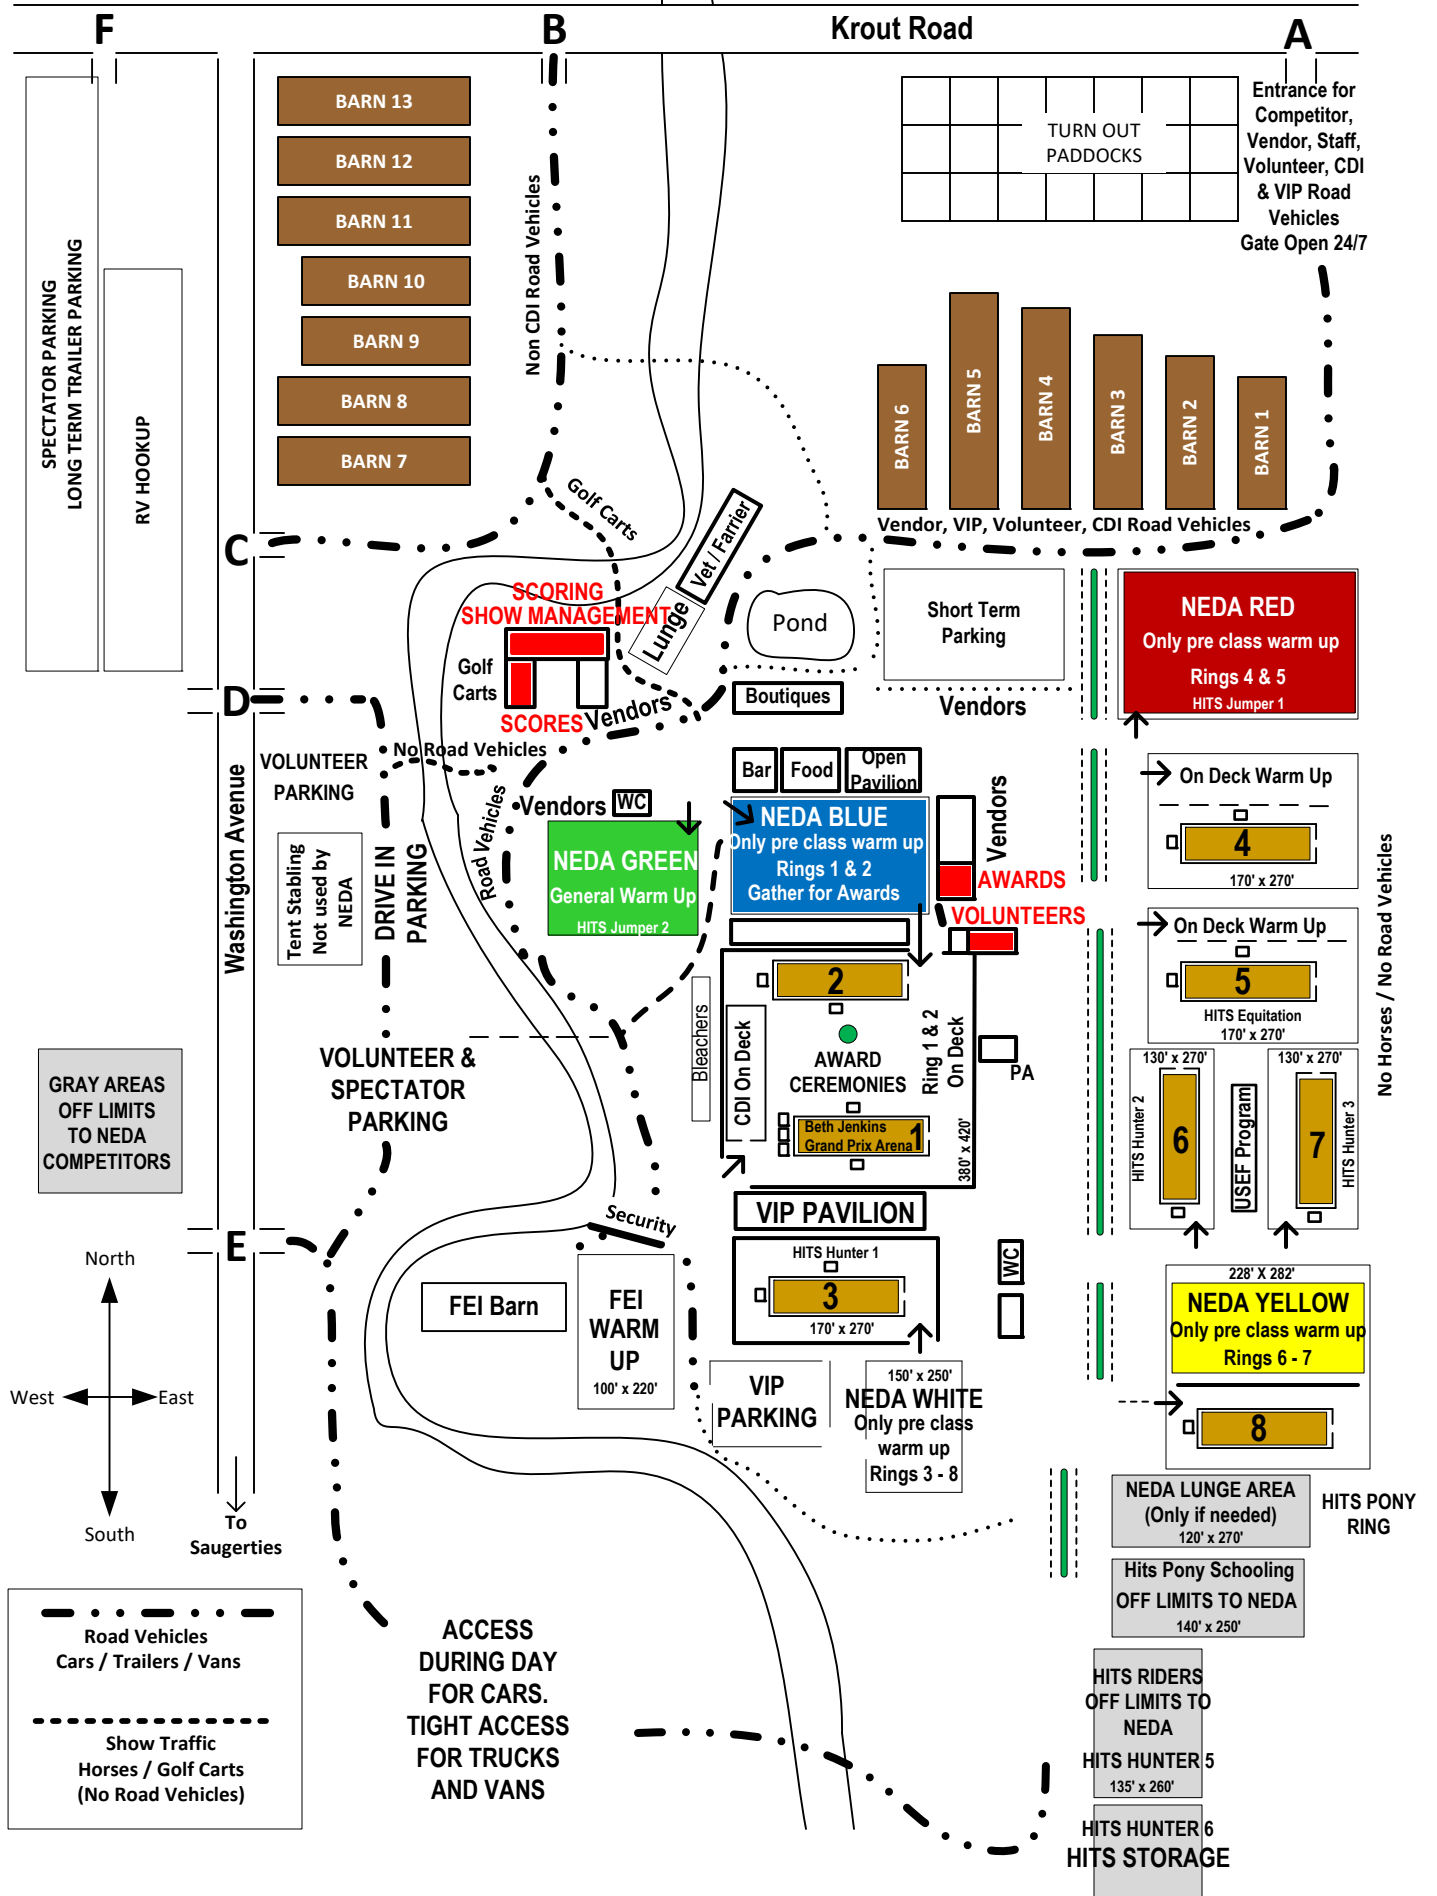 F
B
Krout Road
A
Entrance for
Competitor,
Vendor, Staff,
Volunteer, CDI
& VIP Road
Vehicles
Gate Open 24/7
TURN OUT
PADDOCKS
BARN 13
BARN 12
BARN 11
BARN 10
BARN 9
BARN 8
BARN 7
Non CDI Road Vehicles
SPECTATOR PARKING
LONG TERM TRAILER PARKING
RV HOOKUP
BARN 6
BARN 5
BARN 4
BARN 3
BARN 2
BARN 1
Vendor, VIP, Volunteer, CDI Road Vehicles
Golf Carts
Vet / Farrier
Lunge
C
SCORING
SHOW MANAGEMENT
Golf
Carts
SCORES
Vendors
Pond
Short Term
Parking
Boutiques
Vendors
NEDA RED
Only pre class warm up
Rings 4 & 5
HITS Jumper 1
D
No Road Vehicles
VOLUNTEER
PARKING
Washington Avenue
Tent Stabling
Not used by
NEDA
DRIVE IN
PARKING
Road Vehicles
Vendors
WC
Bar
Food
Open
Pavilion
NEDA GREEN
General Warm Up
HITS Jumper 2
NEDA BLUE
Only pre class warm up
Rings 1 & 2
Gather for Awards
Vendors
AWARDS
VOLUNTEERS
On Deck Warm Up
4
170' x 270'
On Deck Warm Up
5
HITS Equitation
170' x 270'
No Horses / No Road Vehicles
2
Bleachers
CDI On Deck
AWARD
CEREMONIES
Ring 1 & 2
On Deck
PA
Beth Jenkins
Grand Prix Arena
1
380' x 420'
130' x 270'
HITS Hunter 2
6
USEF Program
130' x 270'
7
HITS Hunter 3
VOLUNTEER &
SPECTATOR
PARKING
GRAY AREAS
OFF LIMITS
TO NEDA
COMPETITORS
E
Security
VIP PAVILION
HITS Hunter 1
3
170' x 270'
WC
228' X 282'
NEDA YELLOW
Only pre class warm up
Rings 6 - 7
8
FEI Barn
FEI
WARM
UP
100' x 220'
VIP
PARKING
150' x 250'
NEDA WHITE
Only pre class
warm up
Rings 3 - 8
North
West
East
South
To
Saugerties
NEDA LUNGE AREA
(Only if needed)
120' x 270'
HITS PONY
RING
Hits Pony Schooling
OFF LIMITS TO NEDA
140' x 250'
Road Vehicles
Cars / Trailers / Vans
Show Traffic
Horses / Golf Carts
(No Road Vehicles)
ACCESS
DURING DAY
FOR CARS.
TIGHT ACCESS
FOR TRUCKS
AND VANS
HITS RIDERS
OFF LIMITS TO
NEDA
HITS HUNTER 5
135' x 260'
HITS HUNTER 6
HITS STORAGE